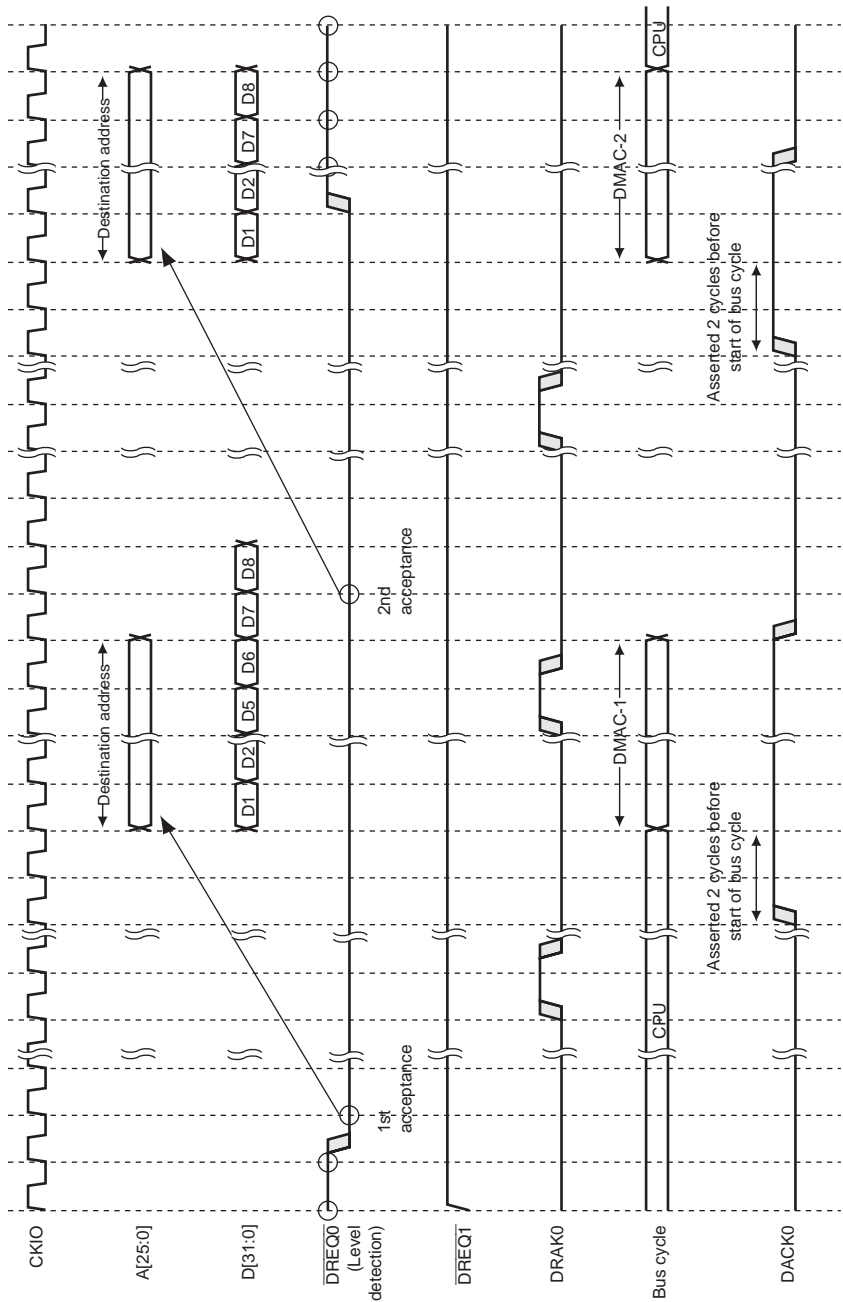 CKIO
Destination address
Destination address
A[25:0]
D1
D2
D5
D6
D7
D8
D1
D2
D7
D8
D[31:0]
DREQ0
(Level
detection)
1st
acceptance
2nd
acceptance
DREQ1
DRAK0
DMAC-1
DMAC-2
Bus cycle
CPU
CPU
Asserted 2 cycles before
start of bus cycle
Asserted 2 cycles before
start of bus cycle
DACK0